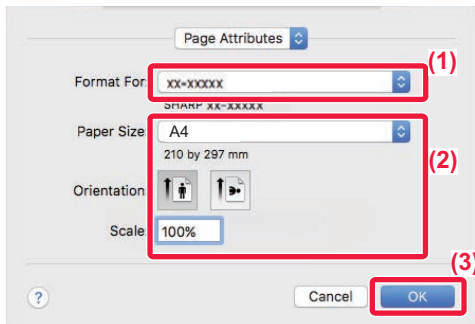 Page Attributes
(1)
Format For: xx-xxxxx
SHARP xx-xxxxx
Paper Size: A4
210 by 297 mm
(2)
Orientation:
Scale: 100%
(3)
? Cancel OK